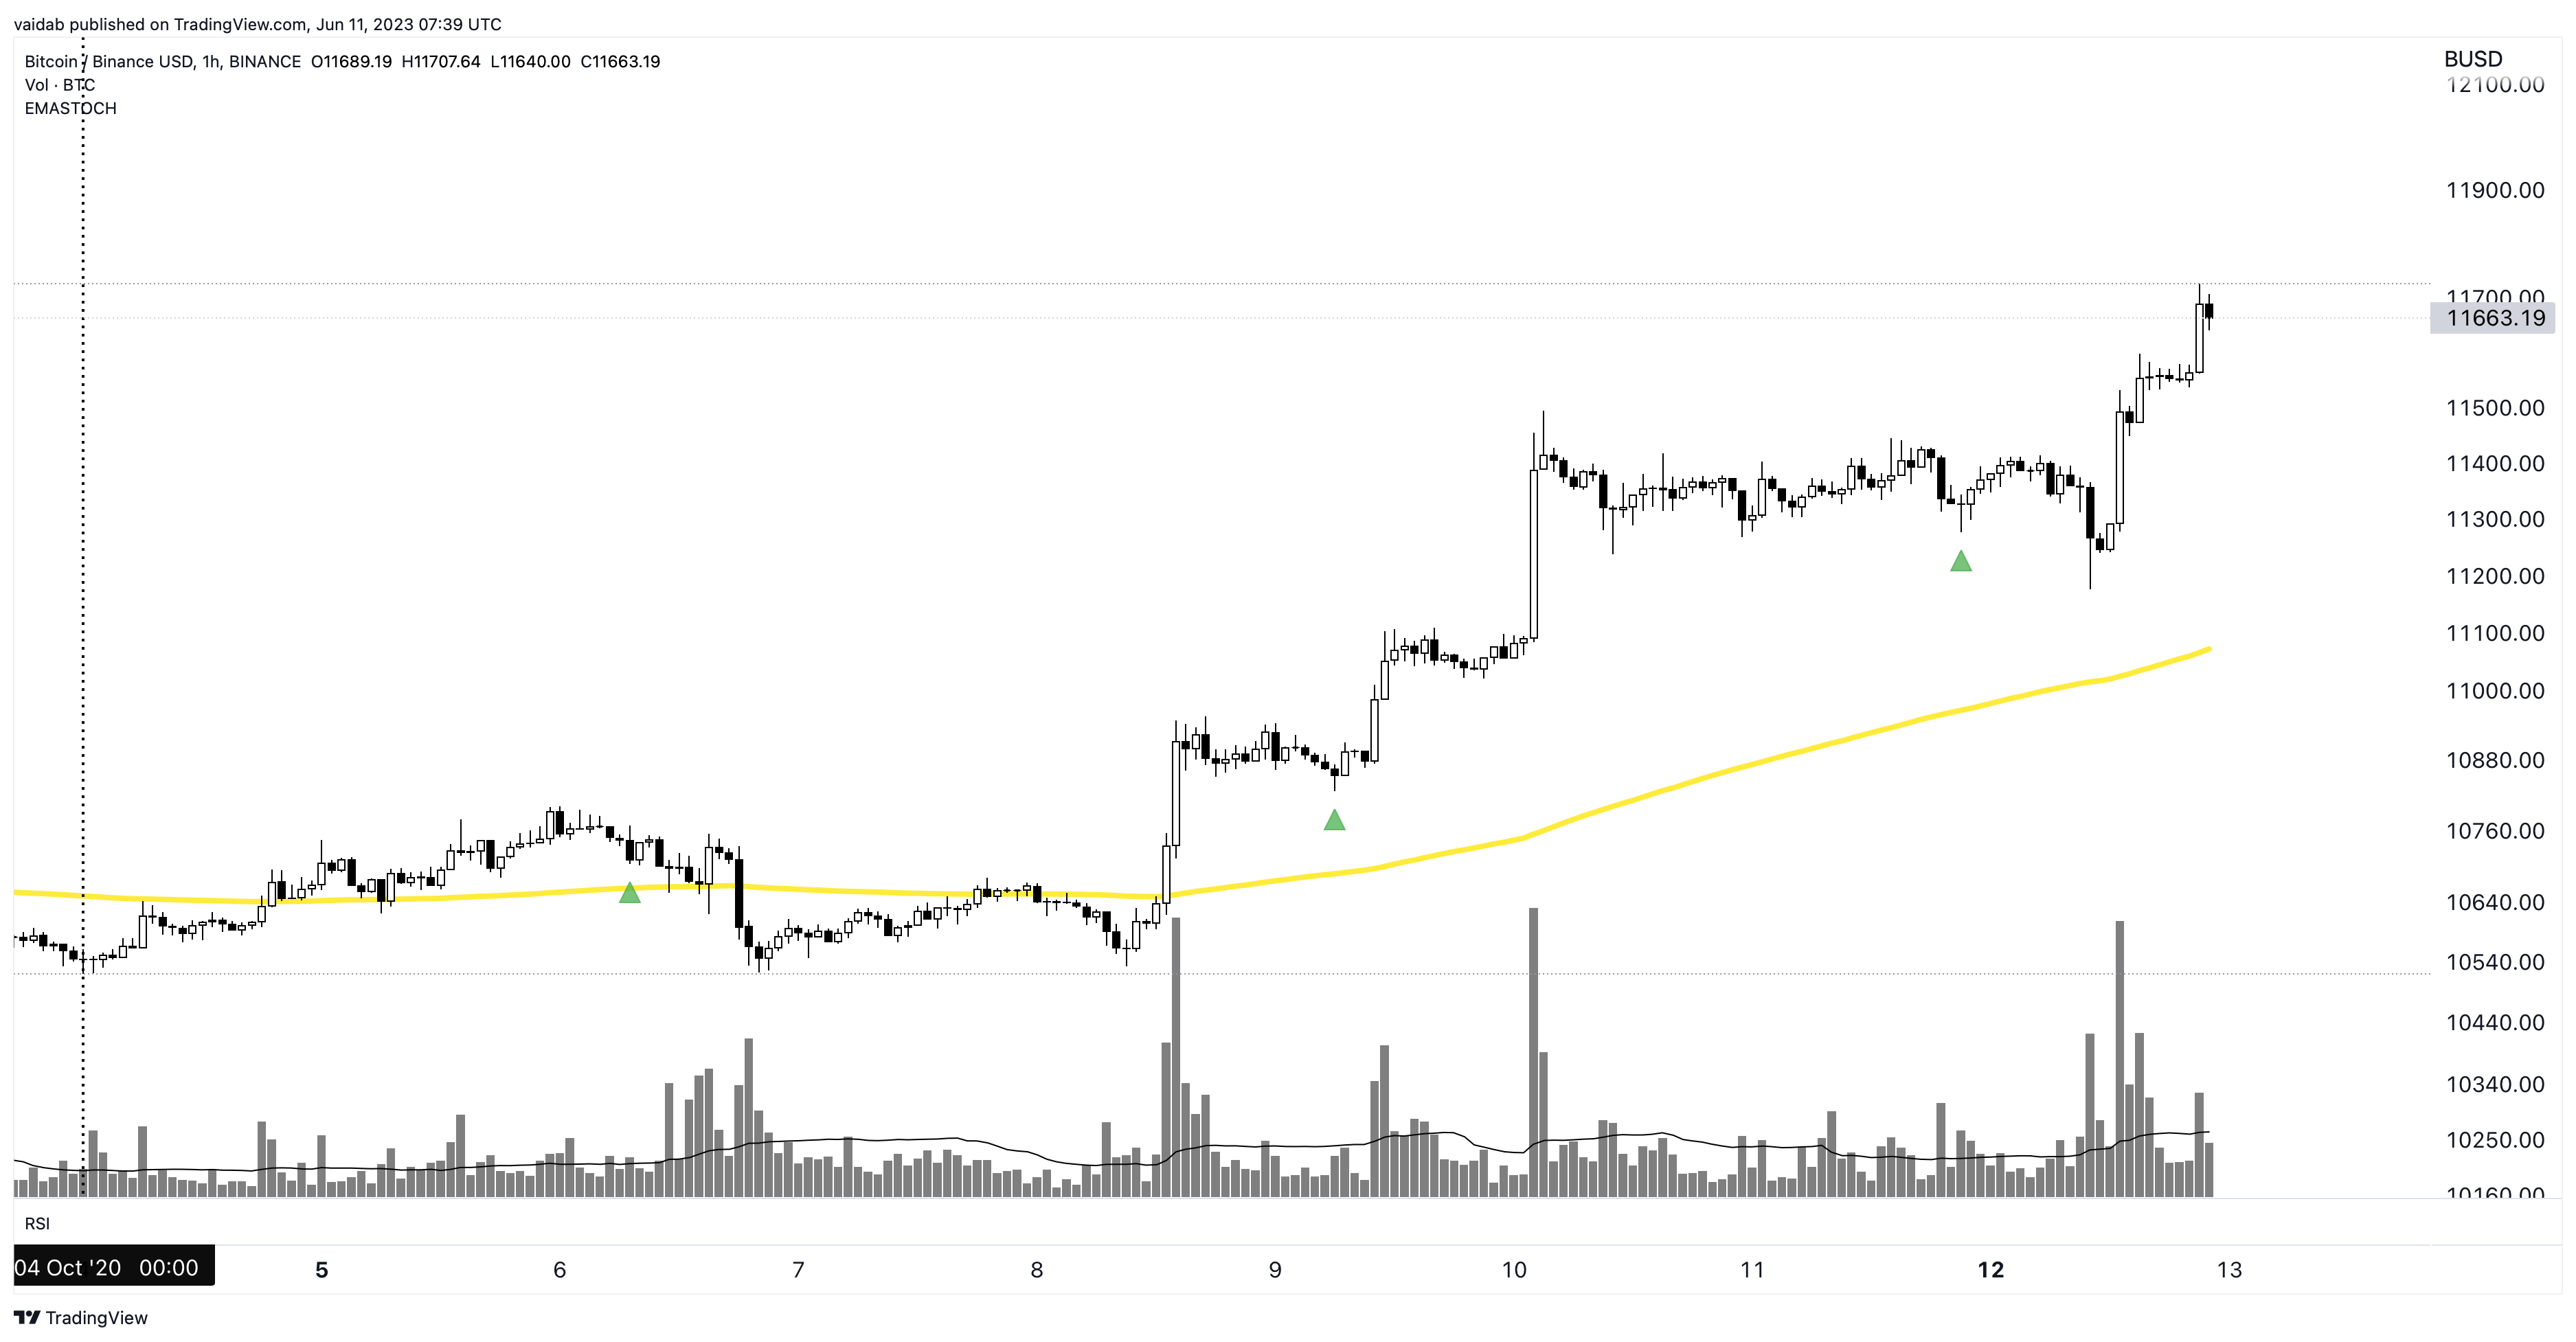 vaidab published on TradingView.com, Jun 11, 2023 07:39 UTC
Bitcoin / Binance USD, 1h, BINANCE O11689.19 H11707.64 L11640.00 C11663.19
Vol · BTC
EMASTOCH
BUSD
12100.00
11900.00
11700.00
11663.19
11500.00
11400.00
11300.00
11200.00
11100.00
11000.00
10880.00
10760.00
10640.00
10540.00
10440.00
10340.00
10250.00
10160.00
RSI
04 Oct '20 00:00 5 6 7 8 9 10 11 12 13
TradingView